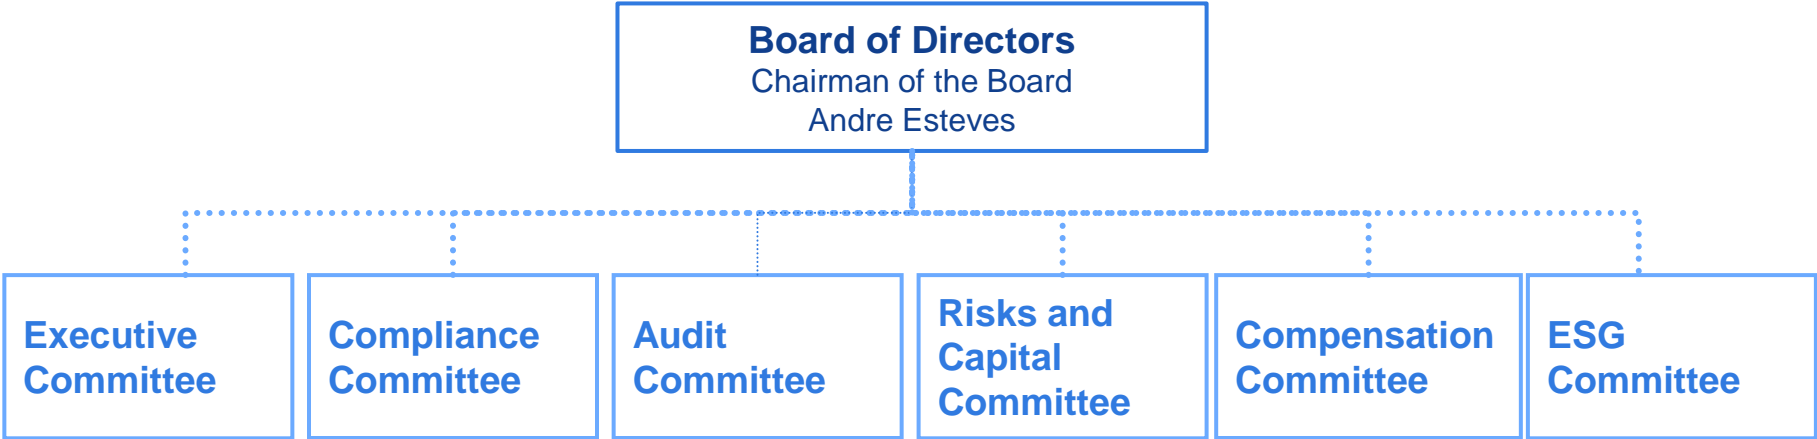 Board of Directors
Chairman of the Board
Andre Esteves
Executive
Committee
Compliance
Committee
Audit
Committee
Risks and
Capital
Committee
Compensation
Committee
ESG
Committee